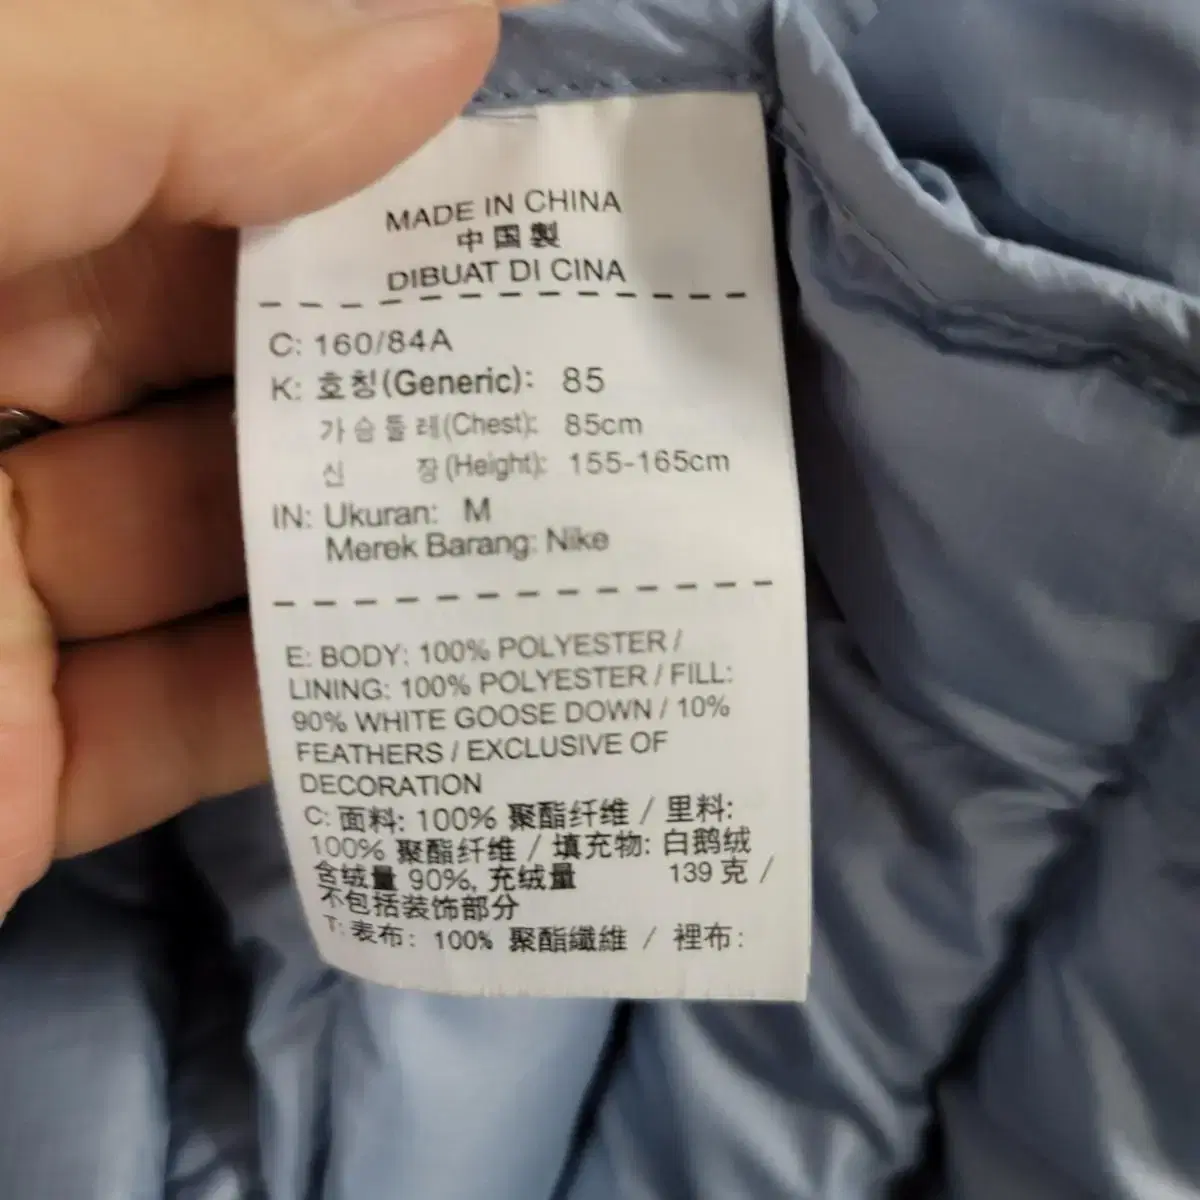 MADE IN CHINA
中国製
DIBUAT DI CINA
C: 160/84A
K: 호칭(Generic): 85
가슴둘레(Chest): 85cm
신 장(Height): 155-165cm
IN: Ukuran: M
Merek Barang: Nike
E: BODY: 100% POLYESTER /
LINING: 100% POLYESTER / FILL:
90% WHITE GOOSE DOWN / 10%
FEATHERS / EXCLUSIVE OF
DECORATION
C: 面料: 100% 聚酯纤维 / 里料:
100% 聚酯纤维 / 填充物: 白鹅绒
含绒量 90%, 充绒量 139 克 /
不包括装饰部分
T: 表布: 100% 聚酯纖維 / 裡布: